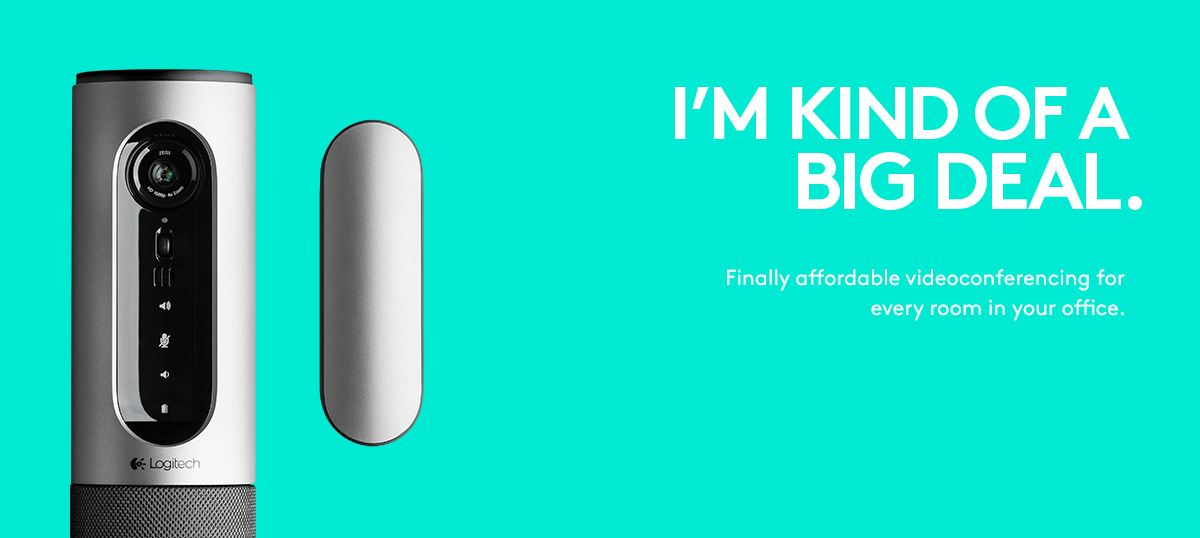 ZEISS
HD 1080p 4x Zoom
Logitech
I'M KIND OF A
BIG DEAL.
Finally affordable videoconferencing for
every room in your office.